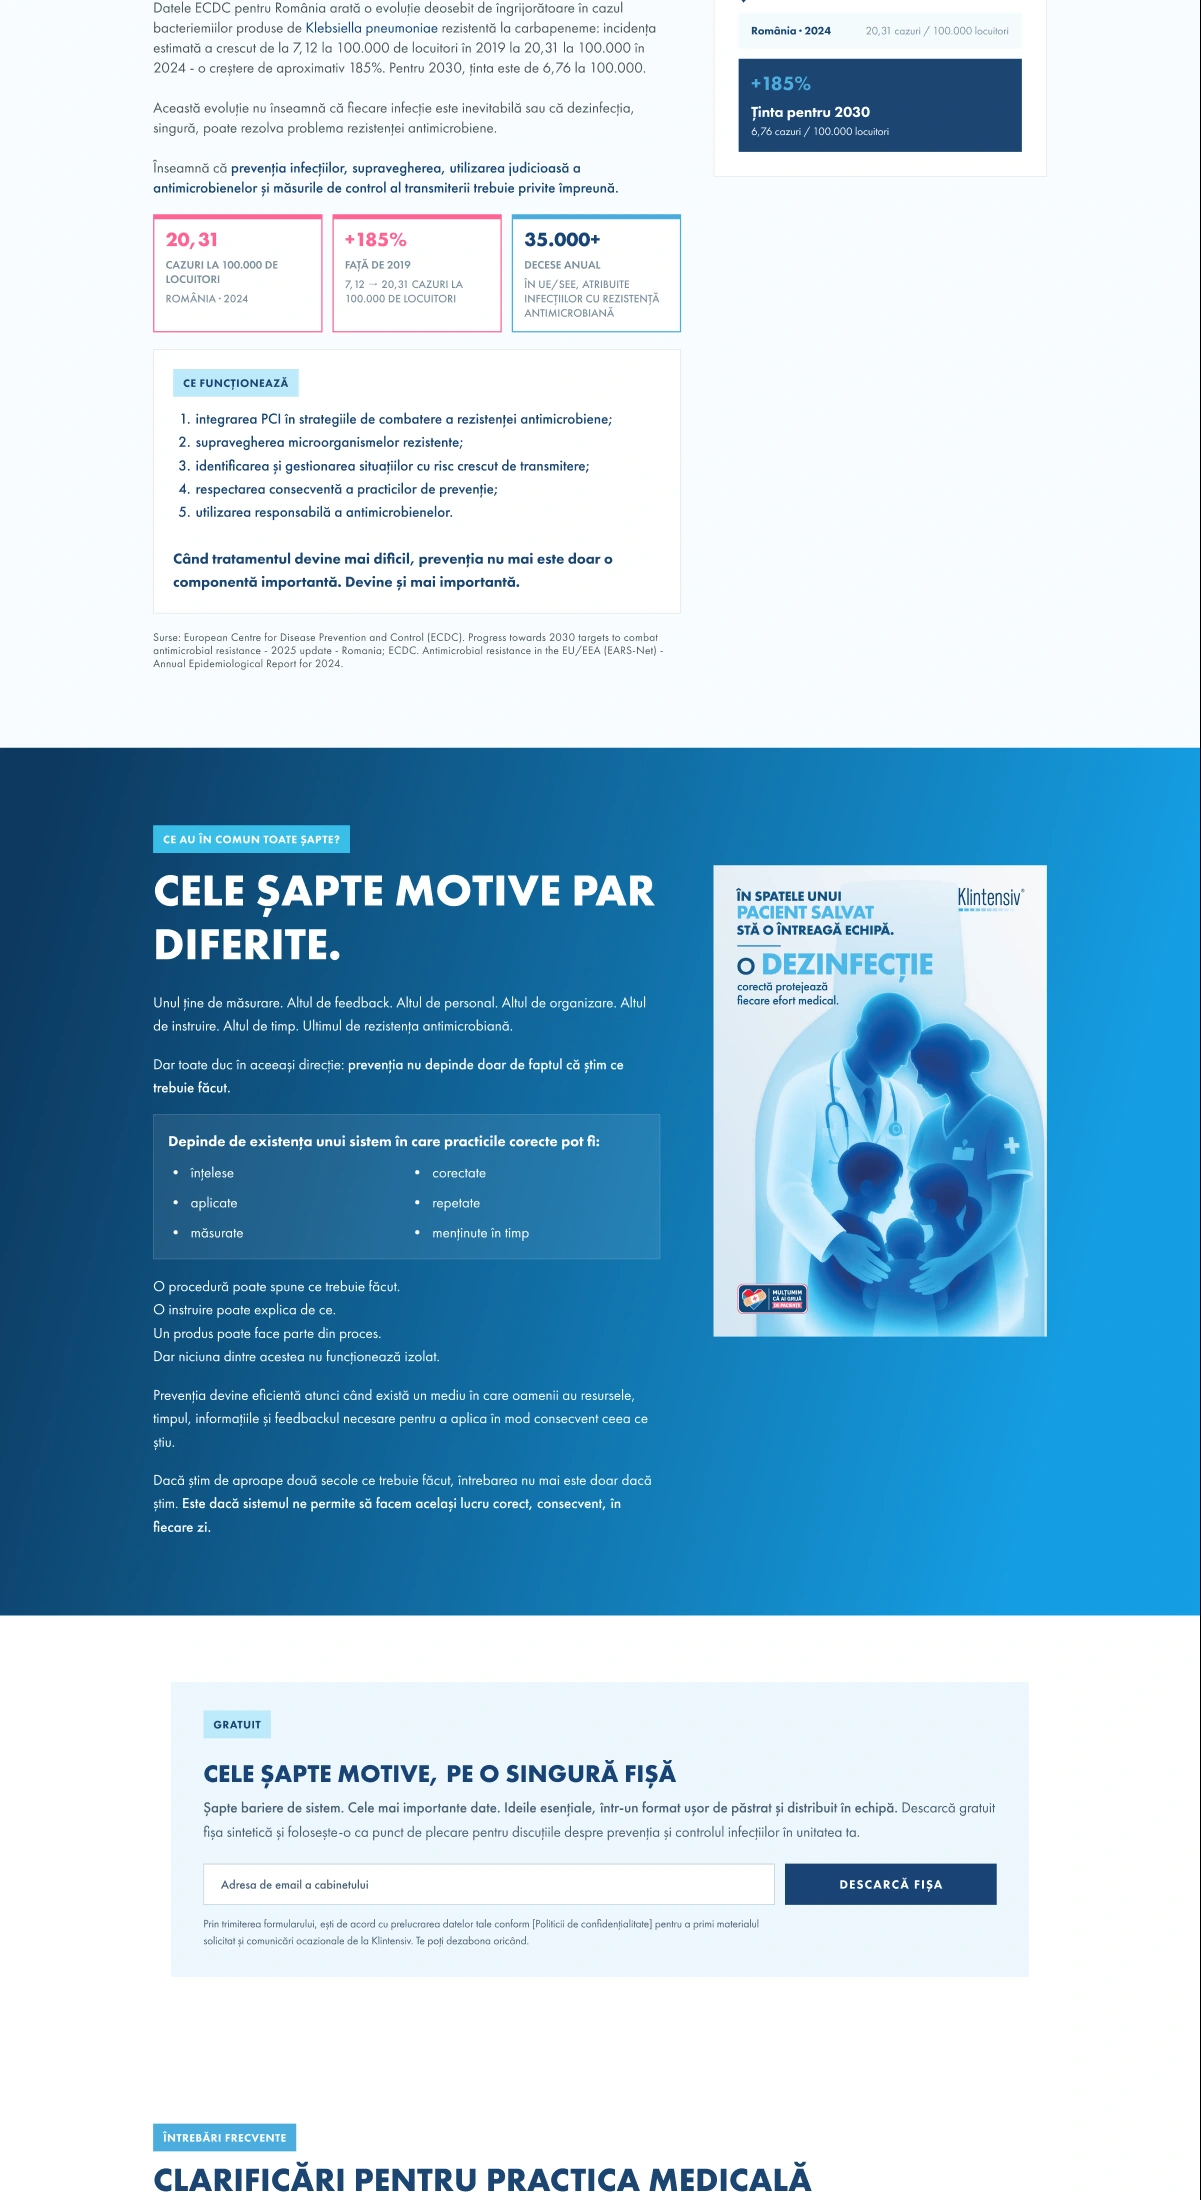 Datele ECDC pentru România arată o evoluție deosebit de îngrijorătoare în cazul
bacteriemiilor produse de Klebsiella pneumoniae rezistentă la carbapeneme: incidența
estimată a crescut de la 7,12 la 100.000 de locuitori în 2019 la 20,31 la 100.000 în
2024 - o creștere de aproximativ 185%. Pentru 2030, ținta este de 6,76 la 100.000.
Această evoluție nu înseamnă că fiecare infecție este inevitabilă sau că dezinfecția,
singură, poate rezolva problema rezistenței antimicrobiene.
Înseamnă că prevenția infecțiilor, supravegherea, utilizarea judicioasă a
antimicrobienelor și măsurile de control al transmiterii trebuie privite împreună.
România · 2024 20,31 cazuri / 100.000 locuitori
+185%
Ținta pentru 2030
6,76 cazuri / 100.000 locuitori
20,31
CAZURI LA 100.000 DE
LOCUITORI
ROMÂNIA · 2024
+185%
FAȚĂ DE 2019
7,12 → 20,31 CAZURI LA
100.000 DE LOCUITORI
35.000+
DECESE ANUAL
ÎN UE/SEE, ATRIBUITE
INFECȚIILOR CU REZISTENȚĂ
ANTIMICROBIANĂ
CE FUNCȚIONEAZĂ
1. integrarea PCI în strategiile de combatere a rezistenței antimicrobiene;
2. supravegherea microorganismelor rezistente;
3. identificarea și gestionarea situațiilor cu risc crescut de transmitere;
4. respectarea consecventă a practicilor de prevenție;
5. utilizarea responsabilă a antimicrobienelor.
Când tratamentul devine mai dificil, prevenția nu mai este doar o
componentă importantă. Devine și mai importantă.
Surse: European Centre for Disease Prevention and Control (ECDC). Progress towards 2030 targets to combat
antimicrobial resistance - 2025 update - Romania; ECDC. Antimicrobial resistance in the EU/EEA (EARS-Net) -
Annual Epidemiological Report for 2024.
CE AU ÎN COMUN TOATE ȘAPTE?
CELE ȘAPTE MOTIVE PAR
DIFERITE.
Unul ține de măsurare. Altul de feedback. Altul de personal. Altul de organizare. Altul
de instruire. Altul de timp. Ultimul de rezistența antimicrobiană.
Dar toate duc în aceeași direcție: prevenția nu depinde doar de faptul că știm ce
trebuie făcut.
Depinde de existența unui sistem în care practicile corecte pot fi:
• înțelese
• aplicate
• măsurate
• corectate
• repetate
• menținute în timp
O procedură poate spune ce trebuie făcut.
O instruire poate explica de ce.
Un produs poate face parte din proces.
Dar niciuna dintre acestea nu funcționează izolat.
Prevenția devine eficientă atunci când există un mediu în care oamenii au resursele,
timpul, informațiile și feedbackul necesare pentru a aplica în mod consecvent ceea ce
știu.
Dacă știm de aproape două secole ce trebuie făcut, întrebarea nu mai este doar dacă
știm. Este dacă sistemul ne permite să facem același lucru corect, consecvent, în
fiecare zi.
ÎN SPATELE UNUI
PACIENT SALVAT
STĂ O ÎNTREAGĂ ECHIPĂ.
Klintensiv®
O DEZINFECȚIE
corectă protejează
fiecare efort medical.
MULȚUMIM
CĂ AI GRIJĂ
DE PACIENȚI
GRATUIT
CELE ȘAPTE MOTIVE, PE O SINGURĂ FIȘĂ
Șapte bariere de sistem. Cele mai importante date. Ideile esențiale, într-un format ușor de păstrat și distribuit în echipă. Descarcă gratuit
fișa sintetică și folosește-o ca punct de plecare pentru discuțiile despre prevenția și controlul infecțiilor în unitatea ta.
Adresa de email a cabinetului
DESCARCĂ FIȘA
Prin trimiterea formularului, ești de acord cu prelucrarea datelor tale conform [Politicii de confidențialitate] pentru a primi materialul
solicitat și comunicări ocazionale de la Klintensiv. Te poți dezabona oricând.
ÎNTREBĂRI FRECVENTE
CLARIFICĂRI PENTRU PRACTICA MEDICALĂ